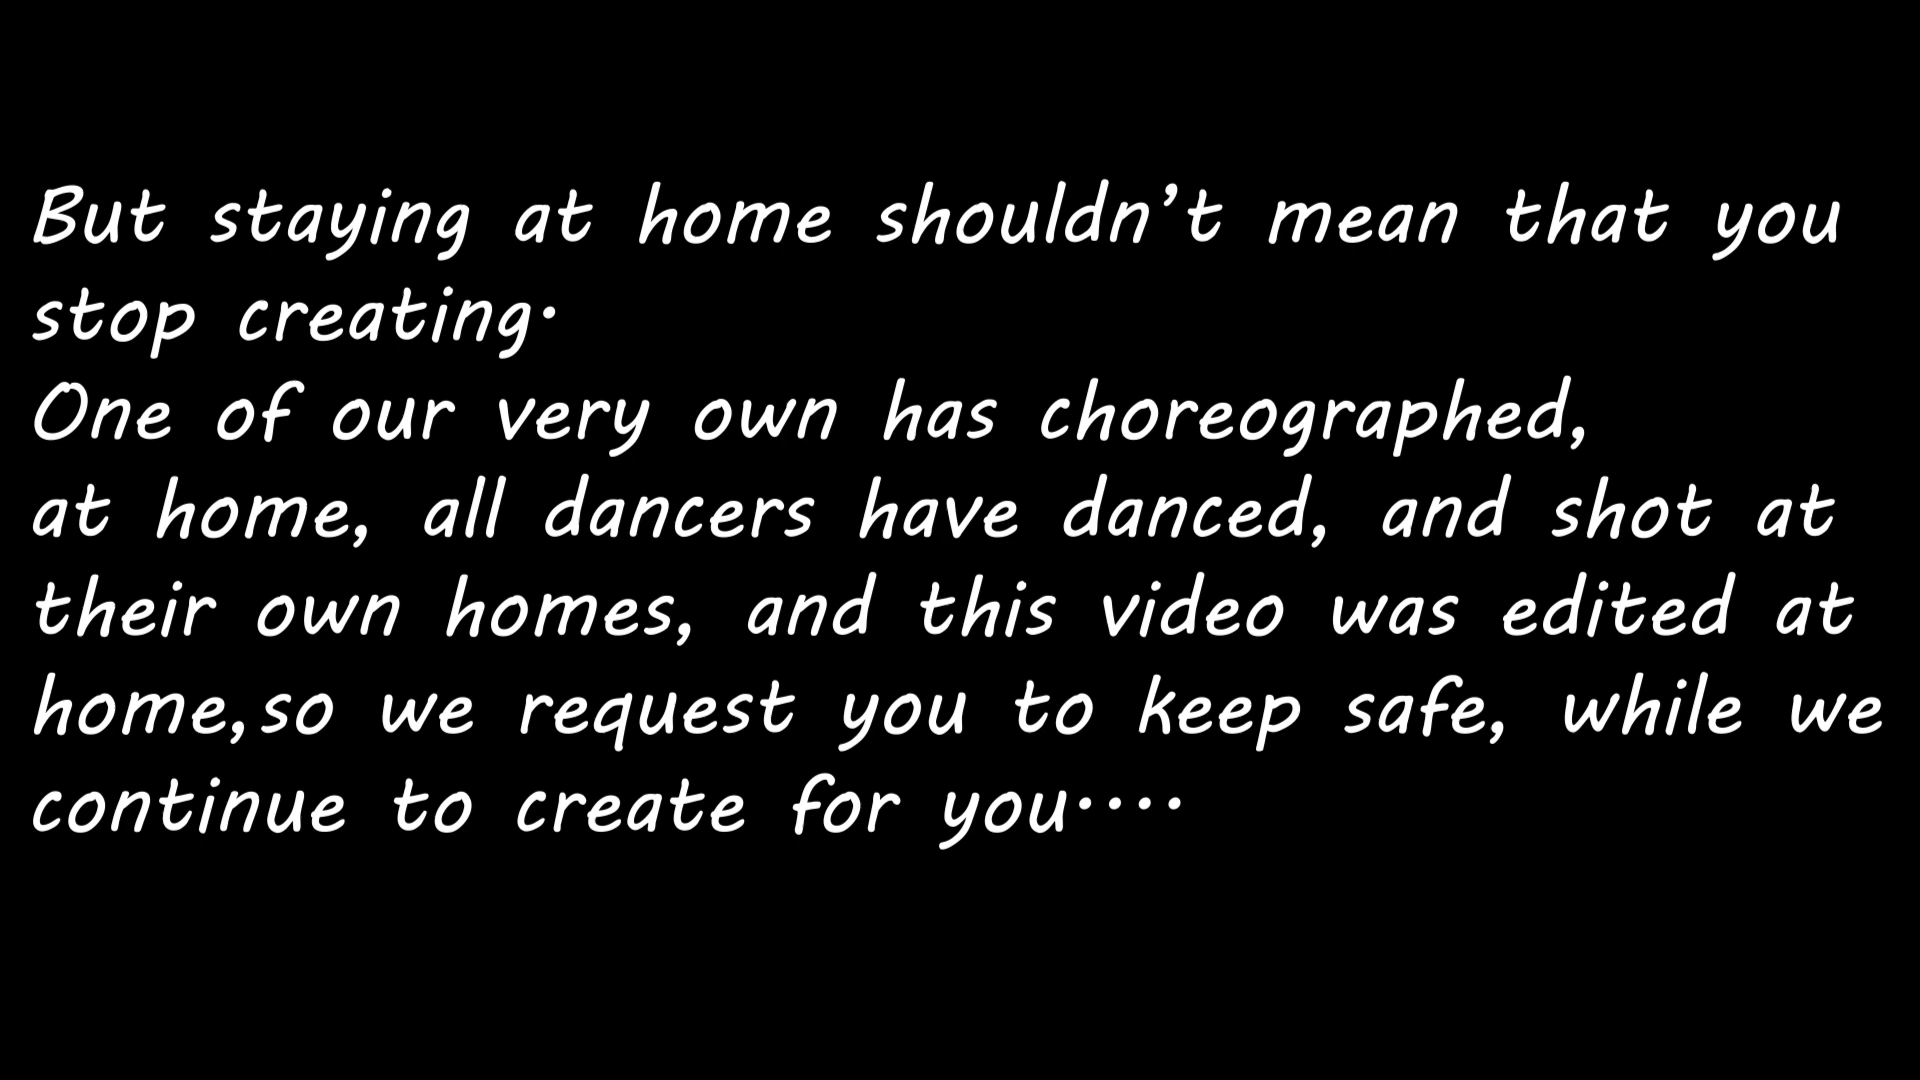 But staying at home shouldn’t mean that you
stop creating.
One of our very own has choreographed,
at home, all dancers have danced, and shot at
their own homes, and this video was edited at
home,so we request you to keep safe, while we
continue to create for you....